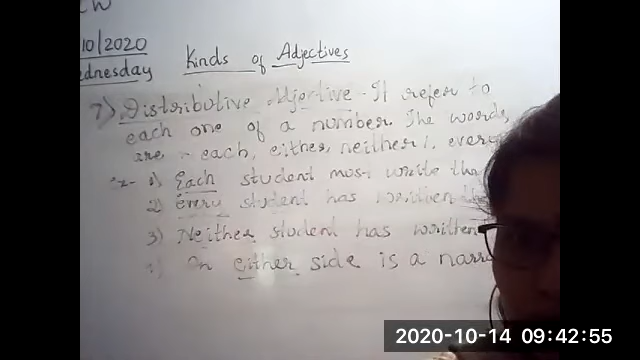 10/2020
Wednesday
Kinds of Adjectives
7) Distributive Adjective - It refer to
each one of a number. The words
are - each, either, neither, every
Ex- 1) Each student must write the
2) Every student has written the
3) Neither student has written
4) On either side is a narr
2020-10-14 09:42:55